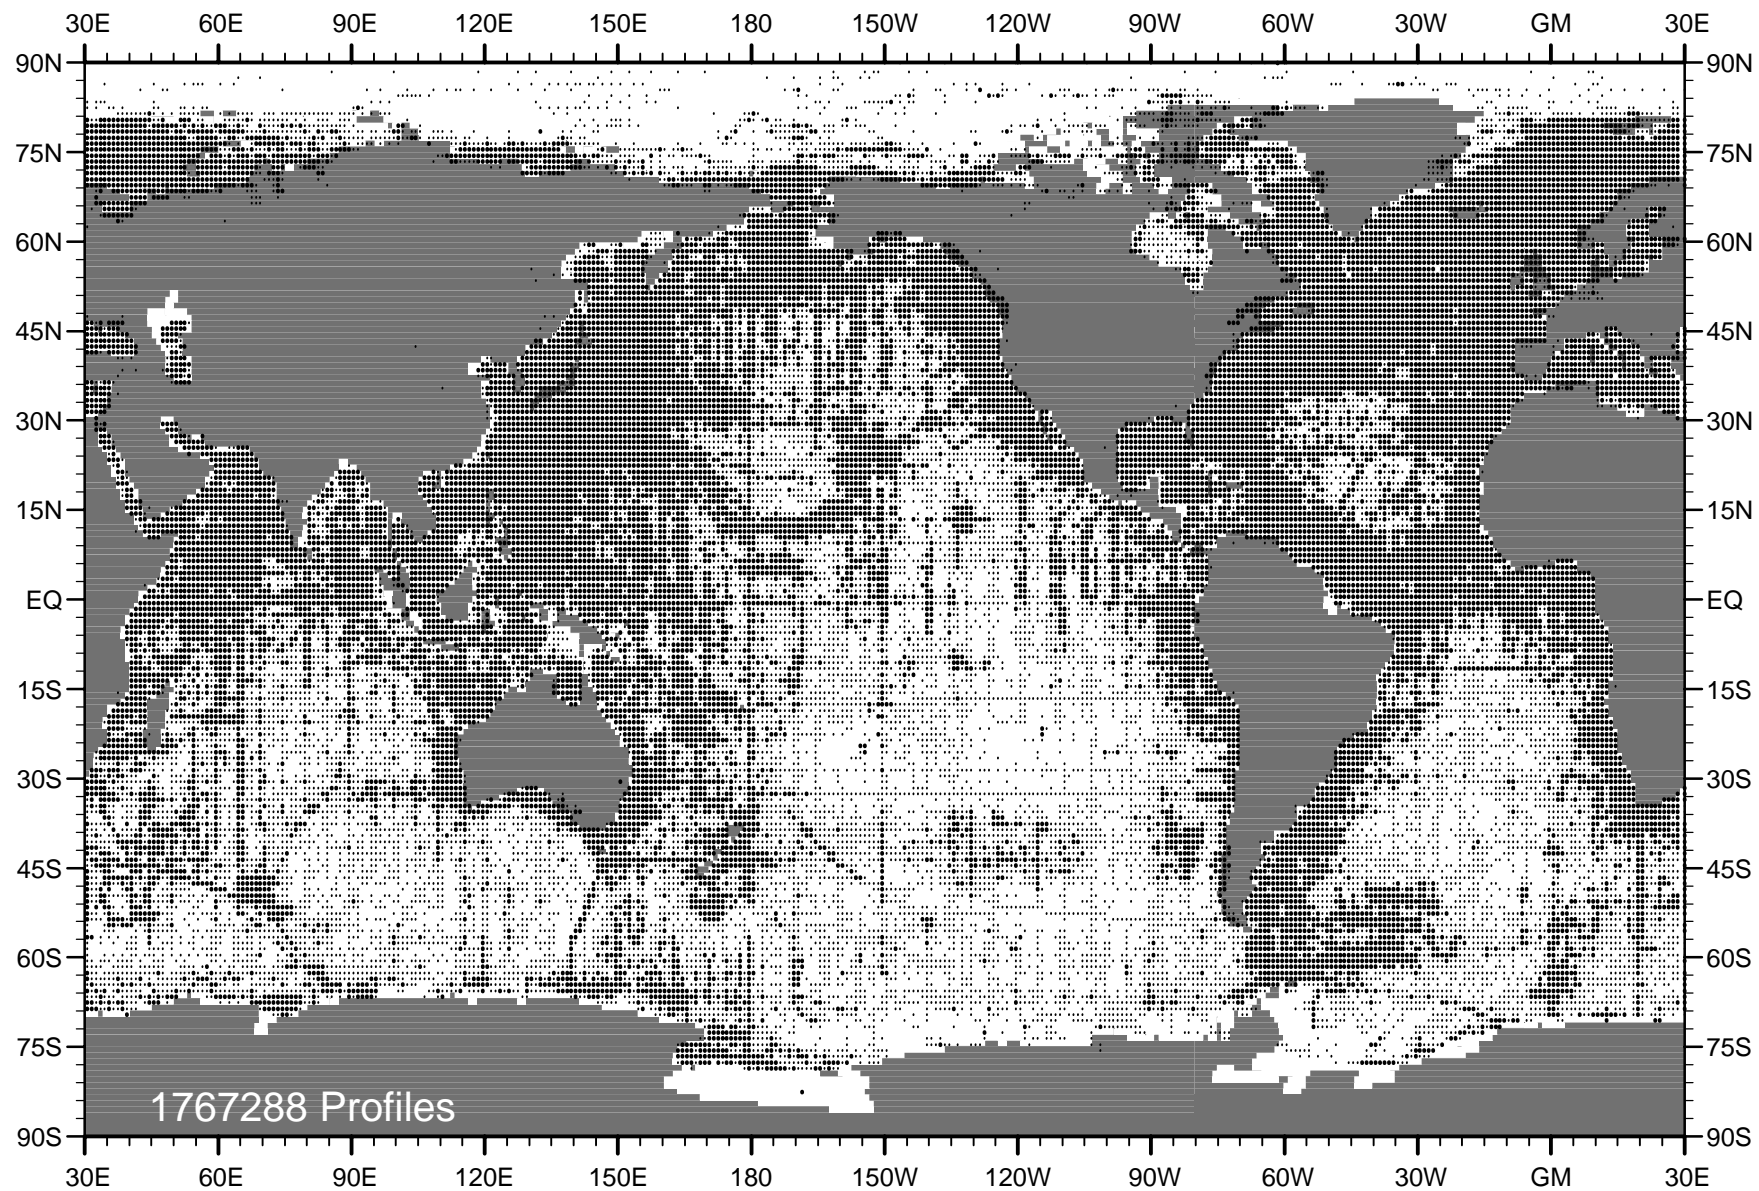 30E 60E 90E 120E 150E 180 150W 120W 90W 60W 30W GM 30E
90N 90N
75N 75N
60N 60N
45N 45N
30N 30N
15N 15N
EQ EQ
15S 15S
30S 30S
45S 45S
60S 60S
75S 75S
1767288 Profiles
90S 90S
30E 60E 90E 120E 150E 180 150W 120W 90W 60W 30W GM 30E